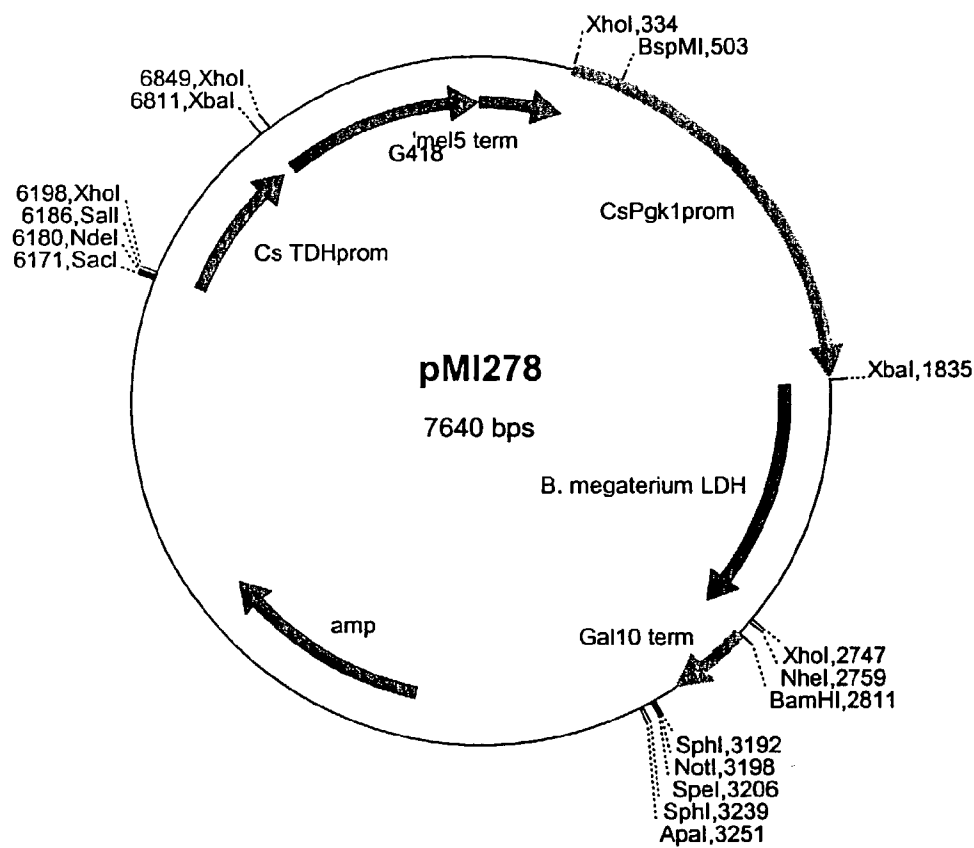 XhoI,334
BspMI,503
6849,XhoI
6811,XbaI
'mel5 term
G418
6198,XhoI
6186,SalI
6180,NdeI
6171,SacI
CsPgk1prom
Cs TDHprom
pMI278
7640 bps
XbaI,1835
B. megaterium LDH
amp
Gal10 term
XhoI,2747
NheI,2759
BamHI,2811
SphI,3192
NotI,3198
SpeI,3206
SphI,3239
ApaI,3251